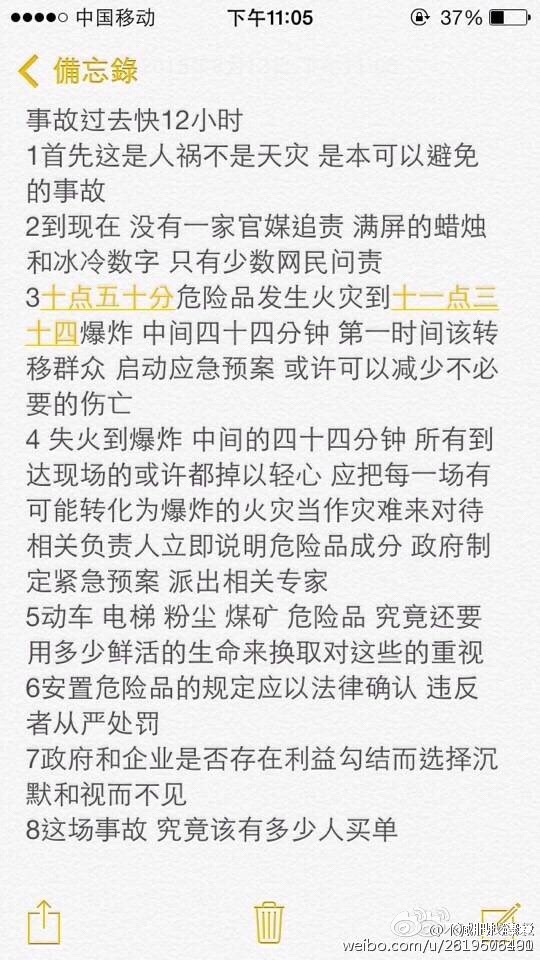 中国移动 下午11:05 37%
備忘錄
事故过去快12小时
1首先这是人祸不是天灾 是本可以避免
的事故
2到现在 没有一家官媒追责 满屏的蜡烛
和冰冷数字 只有少数网民问责
3十点五十分危险品发生火灾到十一点三
十四爆炸 中间四十四分钟 第一时间该转
移群众 启动应急预案 或许可以减少不必
要的伤亡
4 失火到爆炸 中间的四十四分钟 所有到
达现场的或许都掉以轻心 应把每一场有
可能转化为爆炸的火灾当作灾难来对待
相关负责人立即说明危险品成分 政府制
定紧急预案 派出相关专家
5动车 电梯 粉尘 煤矿 危险品 究竟还要
用多少鲜活的生命来换取对这些的重视
6安置危险品的规定应以法律确认 违反
者从严处罚
7政府和企业是否存在利益勾结而选择沉
默和视而不见
8这场事故 究竟该有多少人买单